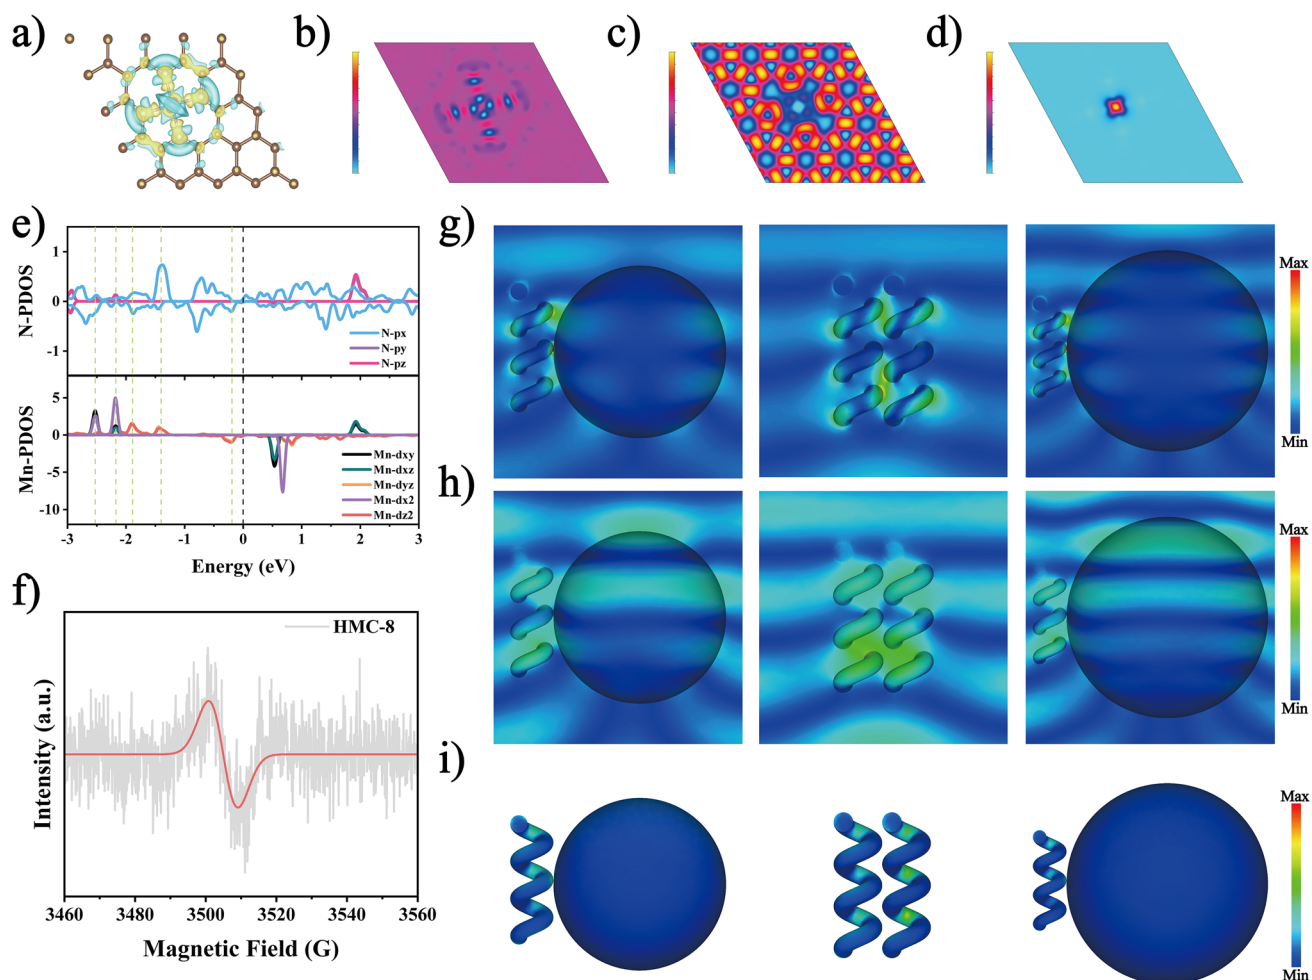 a)
b)
c)
d)
e)
N-PDOS
1
0
-1
N-px
N-py
N-pz
Mn-PDOS
5
0
-5
-10
Mn-dxy
Mn-dxz
Mn-dyz
Mn-dx2
Mn-dz2
-3 -2 -1 0 1 2 3
Energy (eV)
f)
Intensity (a.u.)
HMC-8
3460 3480 3500 3520 3540 3560
Magnetic Field (G)
g)
Max
Min
h)
Max
Min
i)
Max
Min